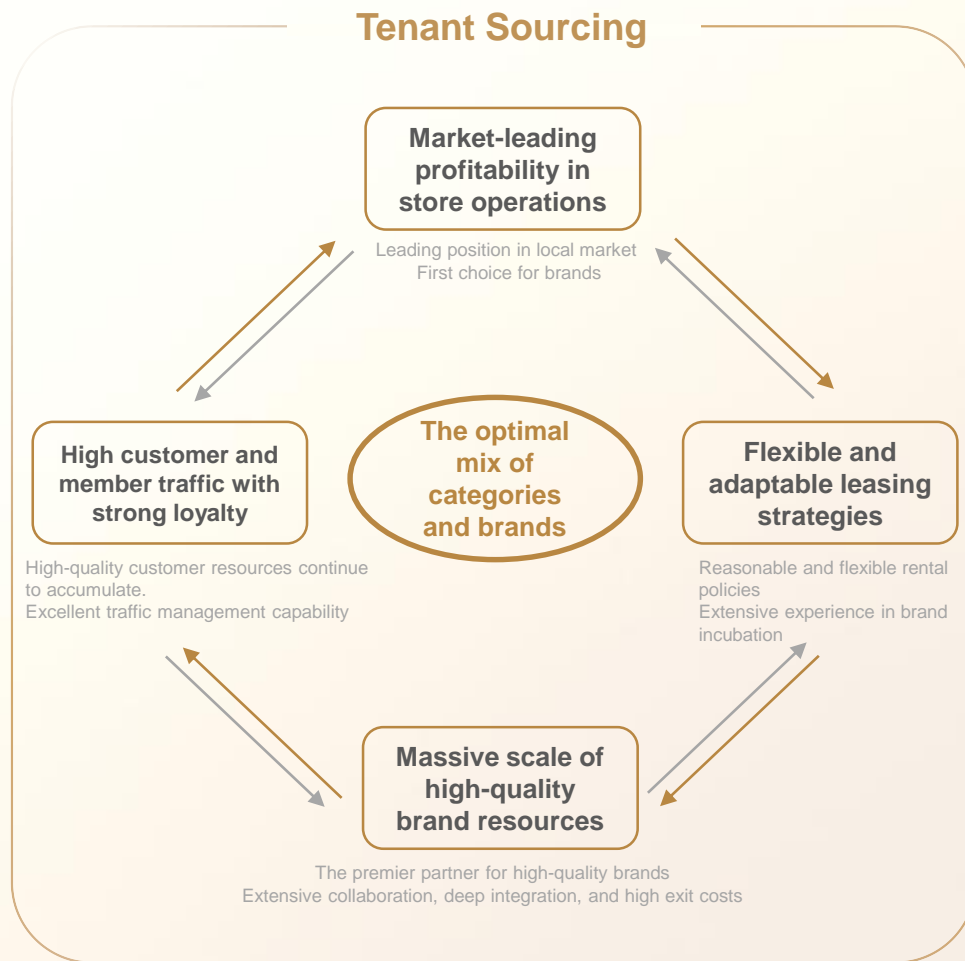 Tenant Sourcing
Market-leading
profitability in
store operations
Leading position in local market
First choice for brands
High customer and
member traffic with
strong loyalty
High-quality customer resources continue
to accumulate.
Excellent traffic management capability
The optimal
mix of
categories
and brands
Flexible and
adaptable leasing
strategies
Reasonable and flexible rental
policies
Extensive experience in brand
incubation
Massive scale of
high-quality
brand resources
The premier partner for high-quality brands
Extensive collaboration, deep integration, and high exit costs